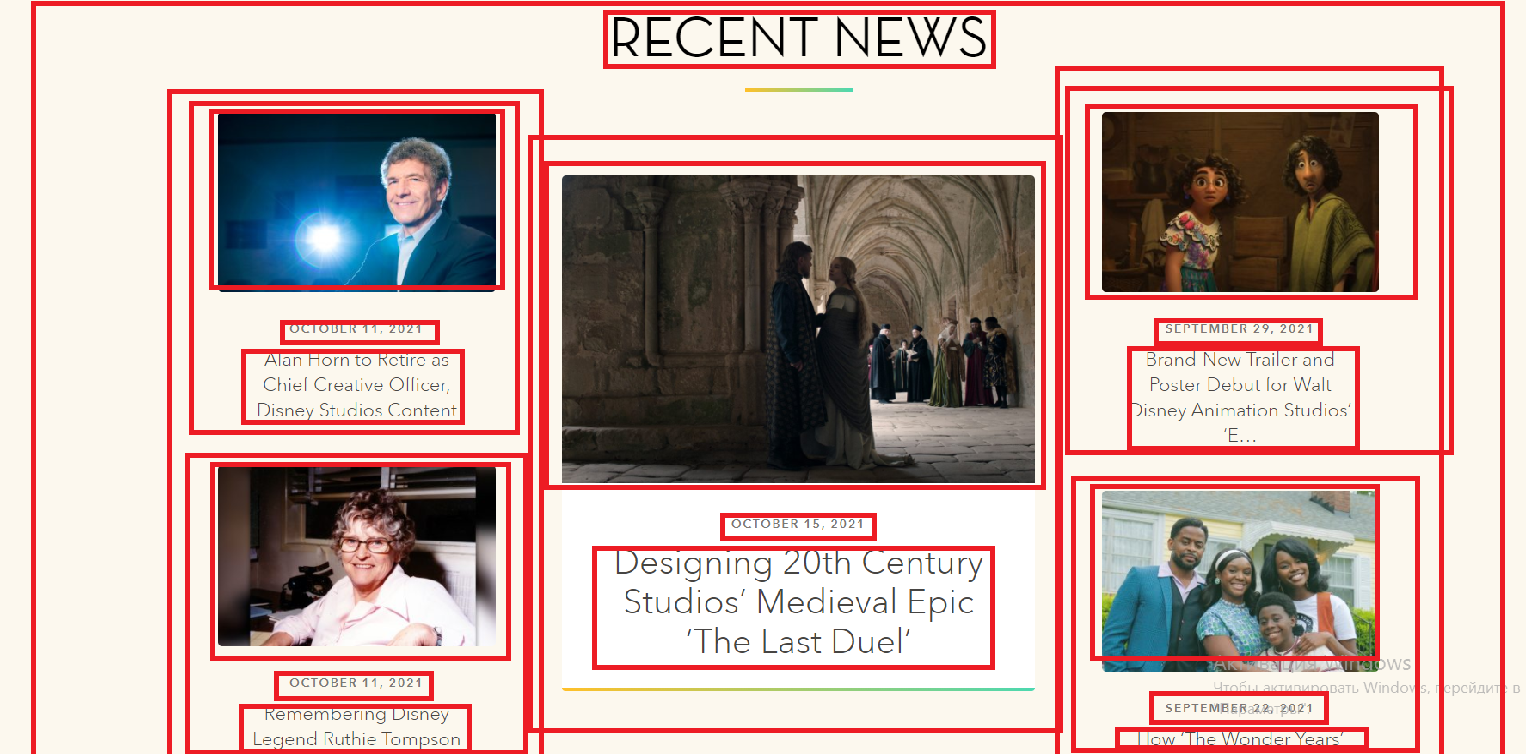 RECENT NEWS
OCTOBER 11, 2021
Alan Horn to Retire as
Chief Creative Officer,
Disney Studios Content
OCTOBER 11, 2021
Remembering Disney
Legend Ruthie Tompson
OCTOBER 15, 2021
Designing 20th Century
Studios’ Medieval Epic
‘The Last Duel’
SEPTEMBER 29, 2021
Brand-New Trailer and
Poster Debut for Walt
Disney Animation Studios’
‘E...
SEPTEMBER 22, 2021
How ‘The Wonder Years’
Активация Windows
Чтобы активировать Windows, перейдите в
"Параметры".